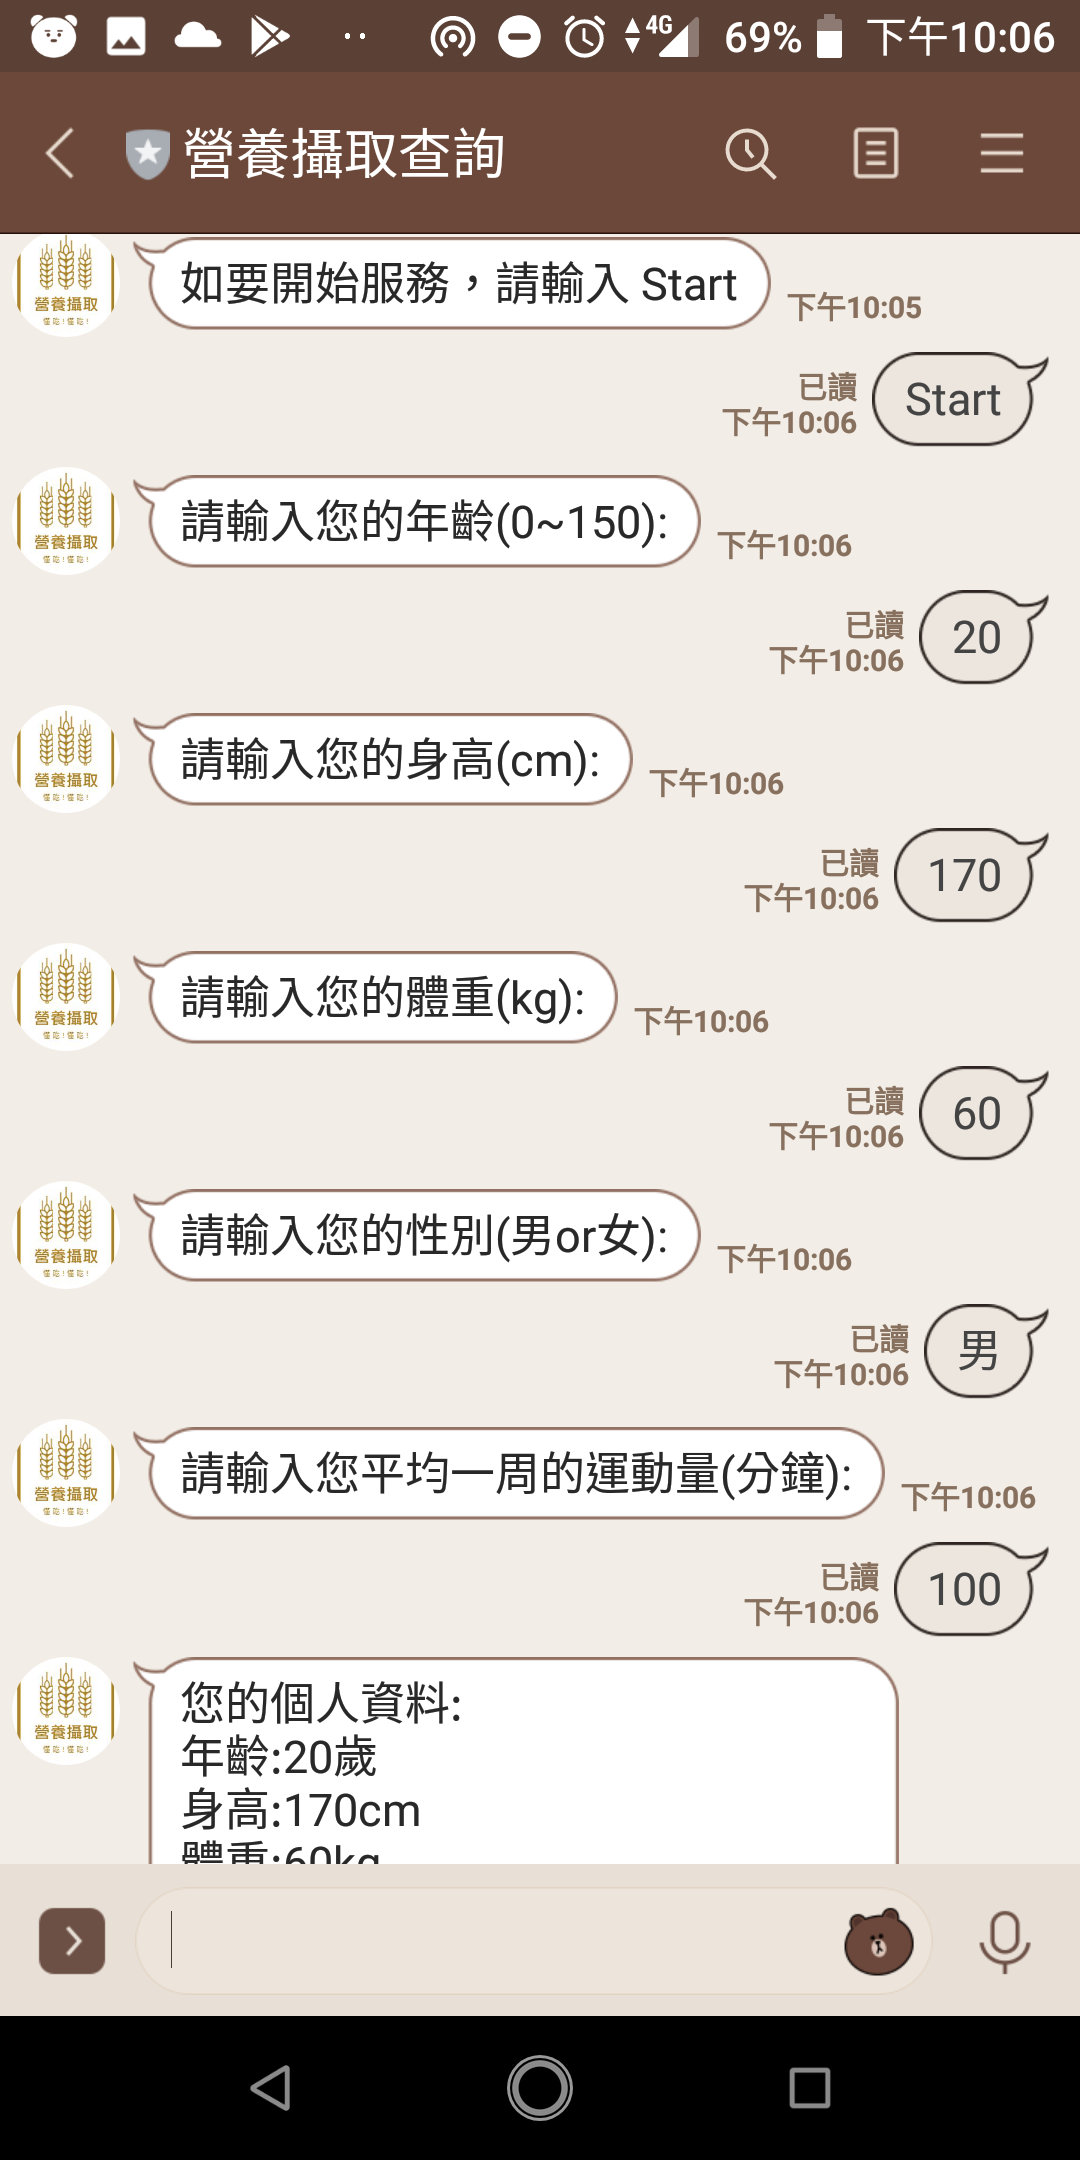 4G 69% 下午10:06
營養攝取查詢
營養攝取
如要開始服務，請輸入 Start
下午10:05
已讀
下午10:06
Start
營養攝取
請輸入您的年齡(0~150):
下午10:06
已讀
下午10:06
20
營養攝取
請輸入您的身高(cm):
下午10:06
已讀
下午10:06
170
營養攝取
請輸入您的體重(kg):
下午10:06
已讀
下午10:06
60
營養攝取
請輸入您的性別(男or女):
下午10:06
已讀
下午10:06
男
營養攝取
請輸入您平均一周的運動量(分鐘):
下午10:06
已讀
下午10:06
100
營養攝取
您的個人資料:
年齡:20歲
身高:170cm
體重:60kg